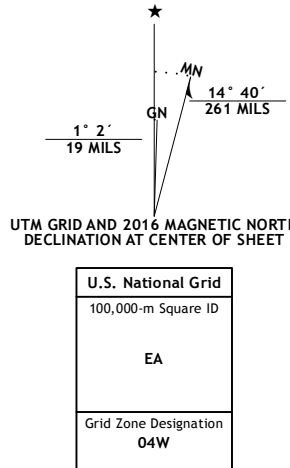 ★
MN
GN
14° 40´
261 MILS
1° 2´
19 MILS
UTM GRID AND 2016 MAGNETIC NORTH
DECLINATION AT CENTER OF SHEET
U.S. National Grid
100,000-m Square ID
EA
Grid Zone Designation
04W